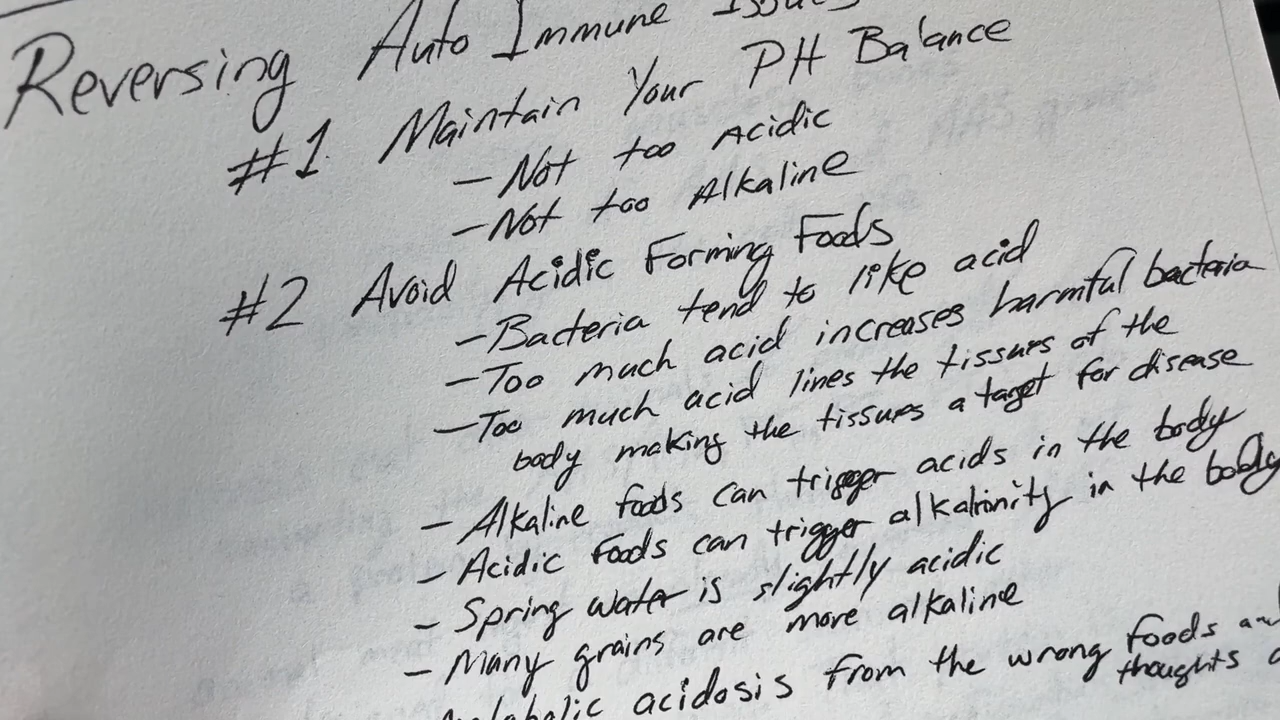 Reversing Auto Immune Issues
#1 Maintain Your PH Balance
- Not too Acidic
- Not too Alkaline
#2 Avoid Acidic Forming Foods
- Bacteria tend to like acid
- Too much acid increases harmful bacteria
- Too much acid lines the tissues of the
body making the tissues a target for disease
- Alkaline foods can trigger acids in the body
- Acidic foods can trigger alkalinity in the body
- Spring water is slightly acidic
- Many grains are more alkaline
acidosis from the wrong foods and
thoughts